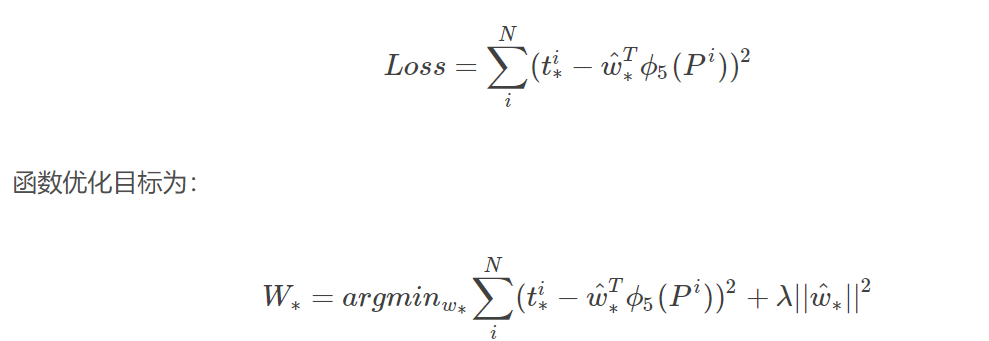 $Loss = \sum_{i}^{N} (t_*^i - \hat{w}_*^T \phi_5(P^i))^2$
函数优化目标为：
$W_* = argmin_{w_*} \sum_{i}^{N} (t_*^i - \hat{w}_*^T \phi_5(P^i))^2 + \lambda ||\hat{w}_*||^2$